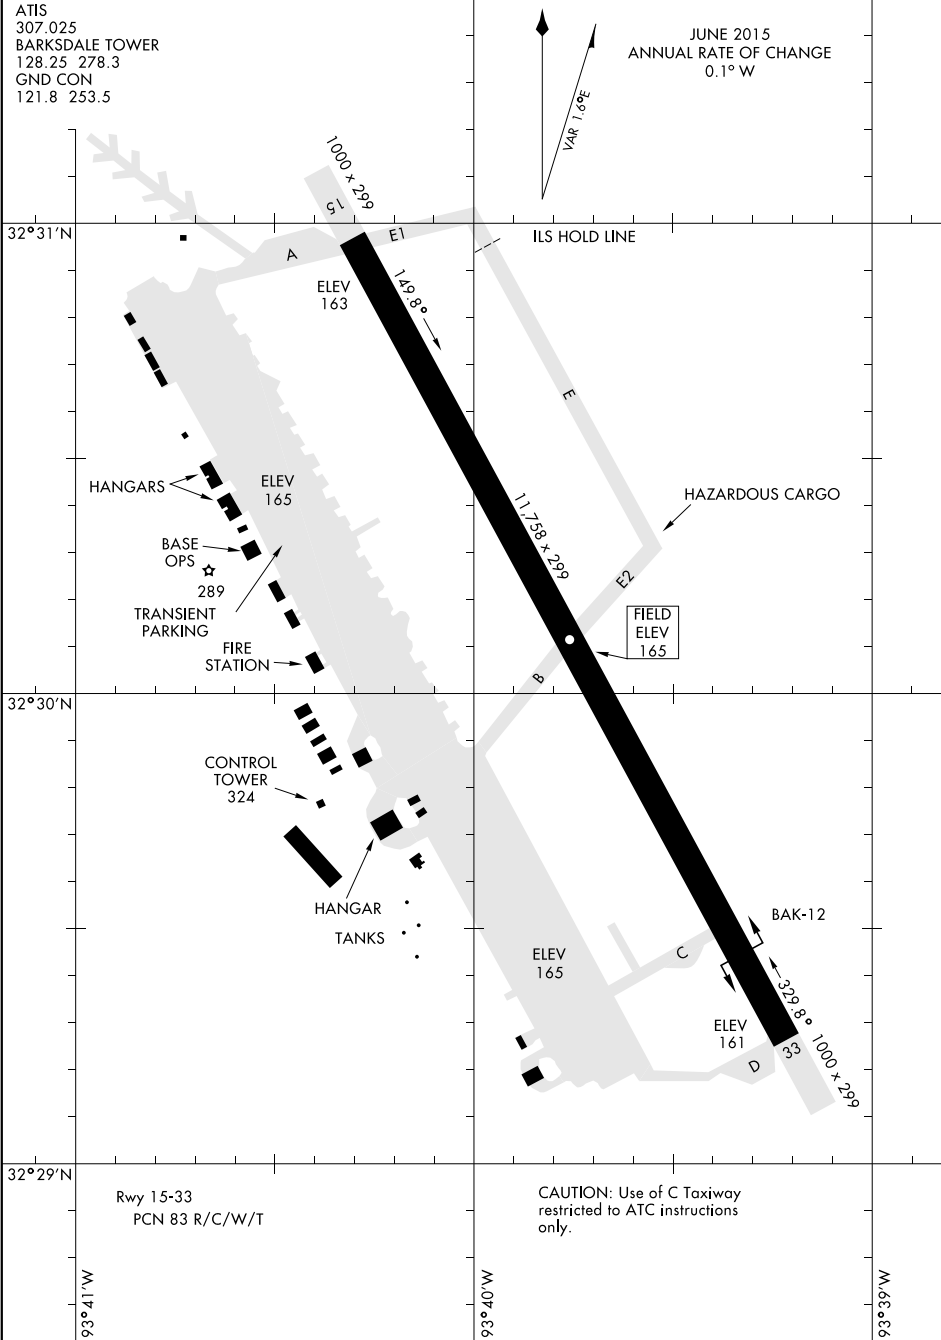 ATIS
307.025
BARKSDALE TOWER
128.25 278.3
GND CON
121.8 253.5
JUNE 2015
ANNUAL RATE OF CHANGE
0.1° W
VAR 1.6°E
1000 x 299
15
32°31'N
E1
ILS HOLD LINE
A
ELEV
163
149.8°
E
HANGARS
ELEV
165
HAZARDOUS CARGO
11,758 x 299
BASE
OPS
289
E2
TRANSIENT
PARKING
FIELD
ELEV
165
FIRE
STATION
B
32°30'N
CONTROL
TOWER
324
HANGAR
TANKS
BAK-12
ELEV
165
C
329.8°
ELEV
161
33
1000 x 299
D
32°29'N
Rwy 15-33
PCN 83 R/C/W/T
CAUTION: Use of C Taxiway
restricted to ATC instructions
only.
93°41'W
93°40'W
93°39'W